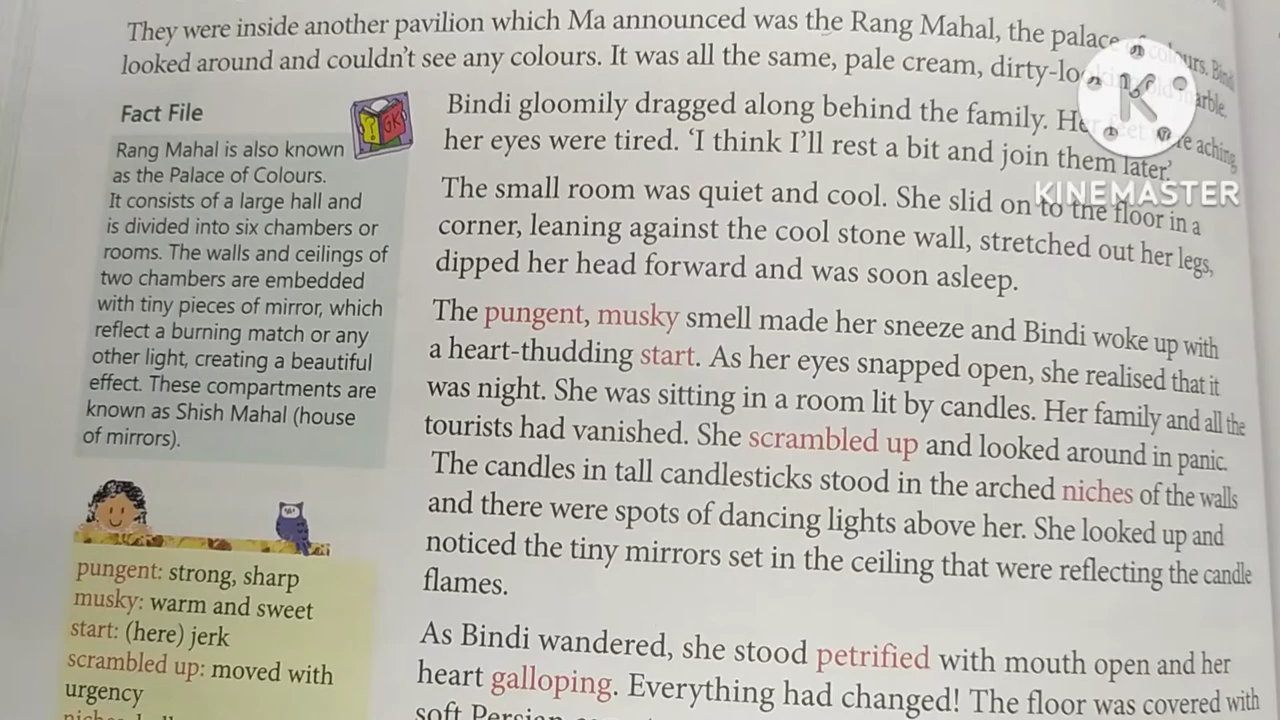 They were inside another pavilion which Ma announced was the Rang Mahal, the palace of colours. Bindi
looked around and couldn't see any colours. It was all the same, pale cream, dirty-looking old marble.
Bindi gloomily dragged along behind the family. Her feet were aching
her eyes were tired. 'I think I'll rest a bit and join them later.'
The small room was quiet and cool. She slid on to the floor in a
corner, leaning against the cool stone wall, stretched out her legs,
dipped her head forward and was soon asleep.
The pungent, musky smell made her sneeze and Bindi woke up with
a heart-thudding start. As her eyes snapped open, she realised that it
was night. She was sitting in a room lit by candles. Her family and all the
tourists had vanished. She scrambled up and looked around in panic.
The candles in tall candlesticks stood in the arched niches of the walls
and there were spots of dancing lights above her. She looked up and
noticed the tiny mirrors set in the ceiling that were reflecting the candle
flames.
As Bindi wandered, she stood petrified with mouth open and her
heart galloping. Everything had changed! The floor was covered with
soft Persian
Fact File
GK
Rang Mahal is also known
as the Palace of Colours.
It consists of a large hall and
is divided into six chambers or
rooms. The walls and ceilings of
two chambers are embedded
with tiny pieces of mirror, which
reflect a burning match or any
other light, creating a beautiful
effect. These compartments are
known as Shish Mahal (house
of mirrors).
pungent: strong, sharp
musky: warm and sweet
start: (here) jerk
scrambled up: moved with
urgency
K
KINEMASTER